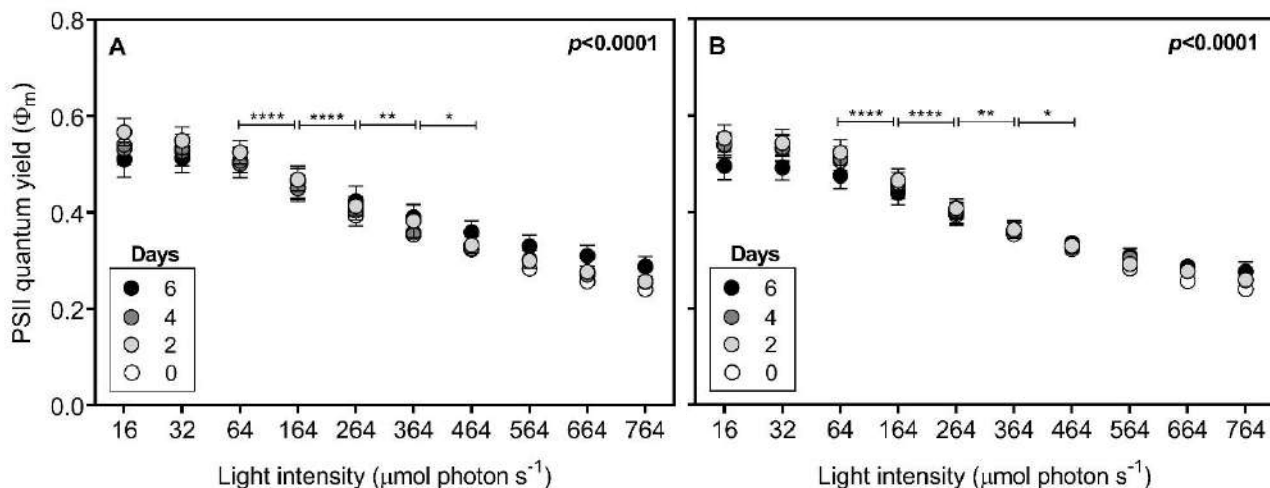 A
p<0.0001
**** **** ** *
PSII quantum yield (Φm)
0.8
0.6
0.4
0.2
0.0
Days
6
4
2
0
16 32 64 164 264 364 464 564 664 764
Light intensity (μmol photon s⁻¹)
B
p<0.0001
**** **** ** *
Days
6
4
2
0
16 32 64 164 264 364 464 564 664 764
Light intensity (μmol photon s⁻¹)